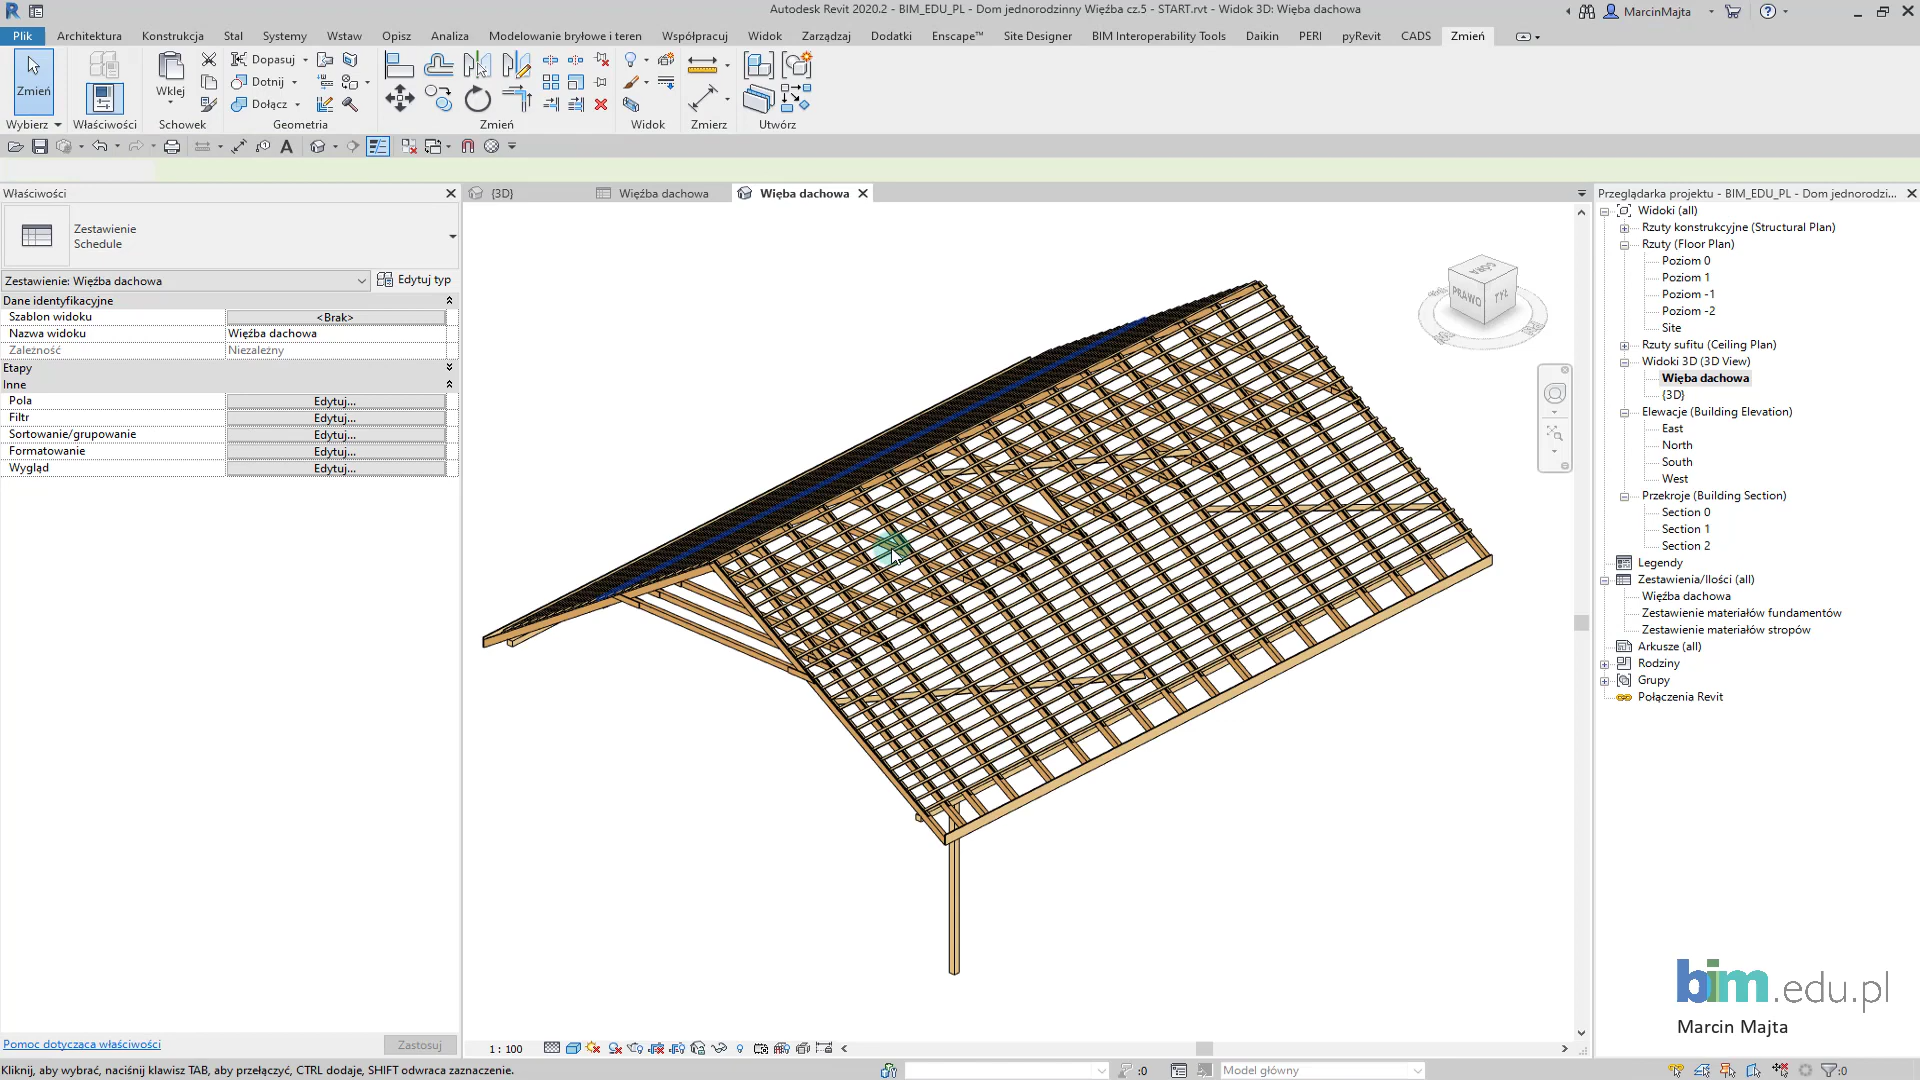 Autodesk Revit 2020.2 - BIM_EDU_PL - Dom jednorodzinny Więźba cz.5 - START.rvt - Widok 3D: Więba dachowa
MarcinMajta
Plik Architektura Konstrukcja Stal Systemy Wstaw Opisz Analiza Modelowanie bryłowe i teren Współpracuj Widok Zarządzaj Dodatki Enscape™ Site Designer BIM Interoperability Tools Daikin PERI pyRevit CADS Zmień
Zmień
Wklej
Dopasuj
Dotnij
Dołącz
Wybierz Właściwości Schowek Geometria Zmień Widok Zmierz Utwórz
Właściwości
Zestawienie
Schedule
Zestawienie: Więźba dachowa
Edytuj typ
Dane identyfikacyjne
Szablon widoku <Brak>
Nazwa widoku Więźba dachowa
Zależność Niezależny
Etapy
Inne
Pola Edytuj...
Filtr Edytuj...
Sortowanie/grupowanie Edytuj...
Formatowanie Edytuj...
Wygląd Edytuj...
Pomoc dotycząca właściwości
Zastosuj
{3D} Więźba dachowa Więba dachowa
PRAWO TYŁ
1 : 100
Przeglądarka projektu - BIM_EDU_PL - Dom jednorodzi...
Widoki (all)
Rzuty konstrukcyjne (Structural Plan)
Rzuty (Floor Plan)
Poziom 0
Poziom 1
Poziom -1
Poziom -2
Site
Rzuty sufitu (Ceiling Plan)
Widoki 3D (3D View)
Więba dachowa
{3D}
Elewacje (Building Elevation)
East
North
South
West
Przekroje (Building Section)
Section 0
Section 1
Section 2
Legendy
Zestawienia/Ilości (all)
Więźba dachowa
Zestawienie materiałów fundamentów
Zestawienie materiałów stropów
Arkusze (all)
Rodziny
Grupy
Połączenia Revit
bim.edu.pl
Marcin Majta
Kliknij, aby wybrać, naciśnij klawisz TAB, aby przełączyć, CTRL dodaje, SHIFT odwraca zaznaczenie.
:0
Model główny
:0